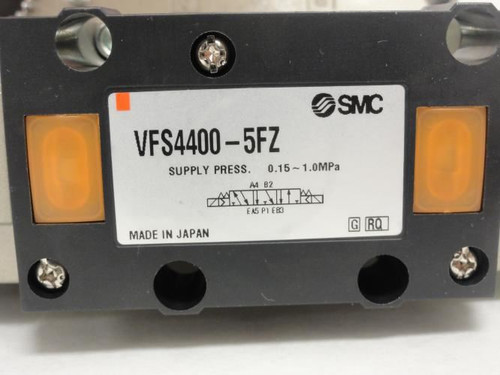 SMC
VFS4400-5FZ
SUPPLY PRESS. 0.15~1.0MPa
A4 B2
EA5 P1 EB3
MADE IN JAPAN
G RQ